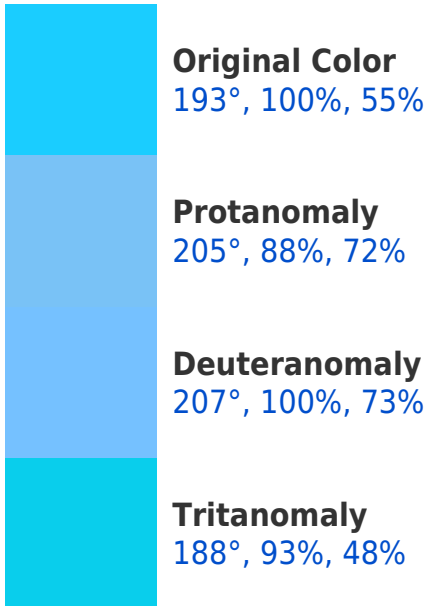 Original Color
193°, 100%, 55%
Protanomaly
205°, 88%, 72%
Deuteranomaly
207°, 100%, 73%
Tritanomaly
188°, 93%, 48%